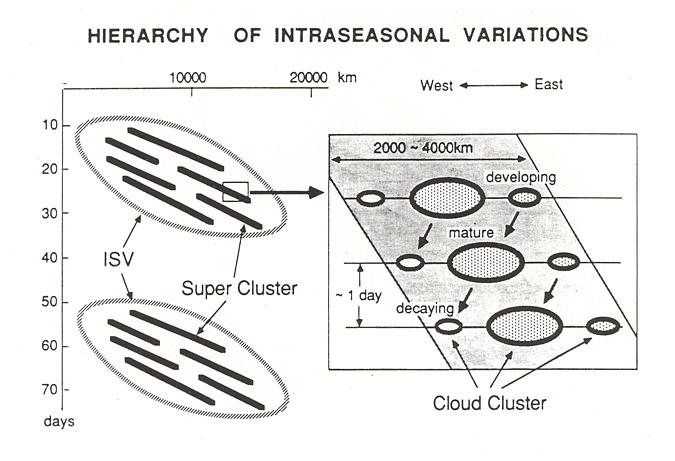 HIERARCHY OF INTRASEASONAL VARIATIONS
10000 20000 km
West East
10
20
30
40
50
60
70
days
ISV
Super Cluster
2000 ~ 4000km
developing
mature
~ 1 day
decaying
Cloud Cluster